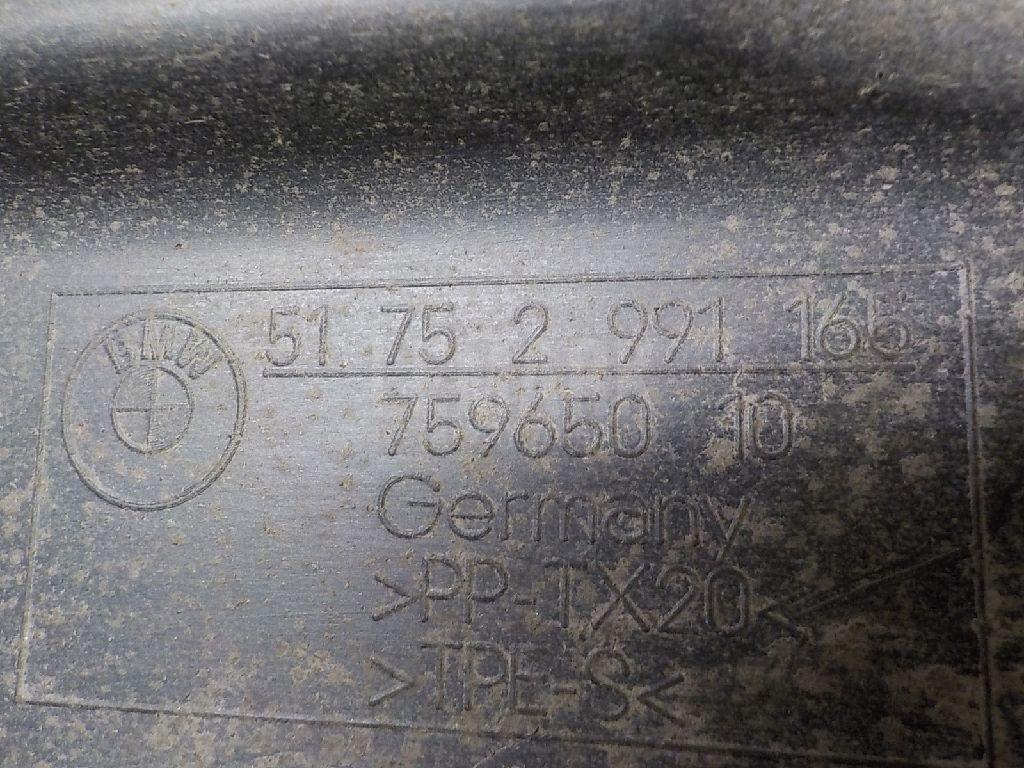 BMW
51 75 2 991 165
759650 10
Germany
>PP-TX20<
>TPE-S<